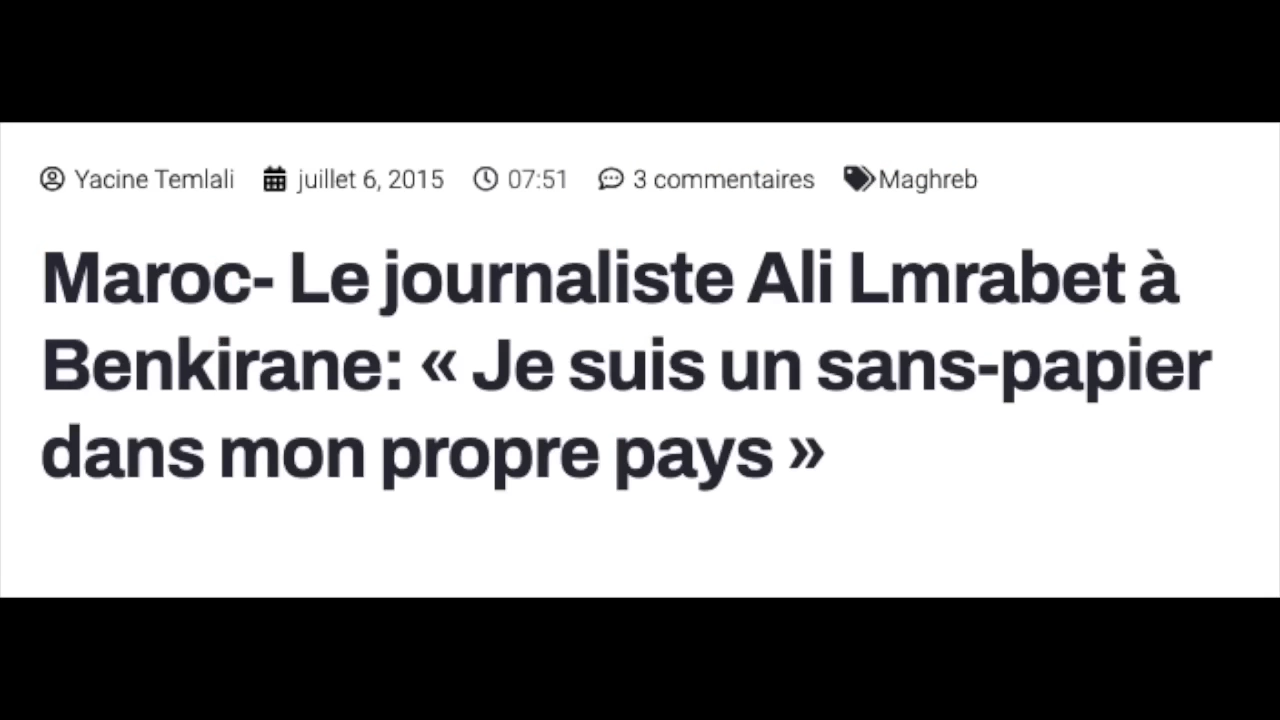 Yacine Temlali juillet 6, 2015 07:51 3 commentaires Maghreb
Maroc- Le journaliste Ali Lmrabet à
Benkirane: « Je suis un sans-papier
dans mon propre pays »